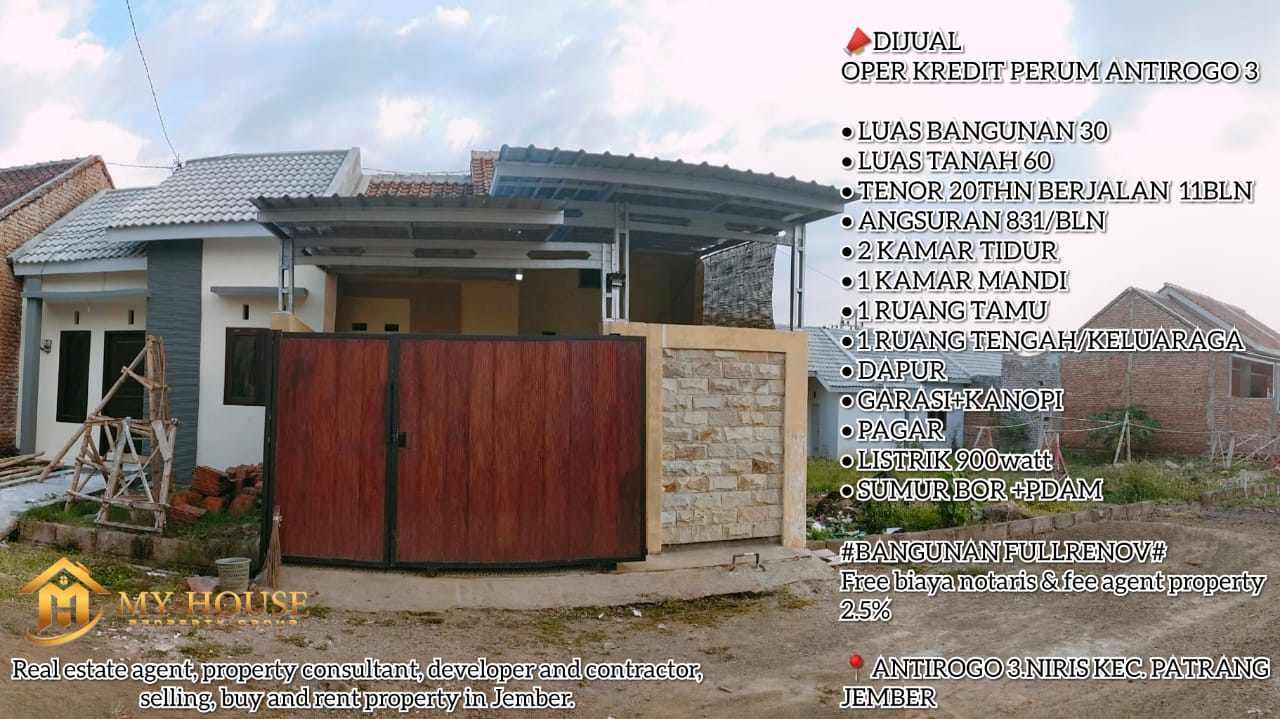 📣DIJUAL
OPER KREDIT PERUM ANTIROGO 3
• LUAS BANGUNAN 30
• LUAS TANAH 60
• TENOR 20THN BERJALAN 11BLN
• ANGSURAN 831/BLN
• 2 KAMAR TIDUR
• 1 KAMAR MANDI
• 1 RUANG TAMU
• 1 RUANG TENGAH/KELUARAGA
• DAPUR
• GARASI+KANOPI
• PAGAR
• LISTRIK 900watt
• SUMUR BOR +PDAM
#BANGUNAN FULLRENOV#
Free biaya notaris & fee agent property
2.5%
📍ANTIROGO 3.NIRIS KEC. PATRANG
JEMBER
MY HOUSE
PROPERTY GROUP
Real estate agent, property consultant, developer and contractor,
selling, buy and rent property in Jember.